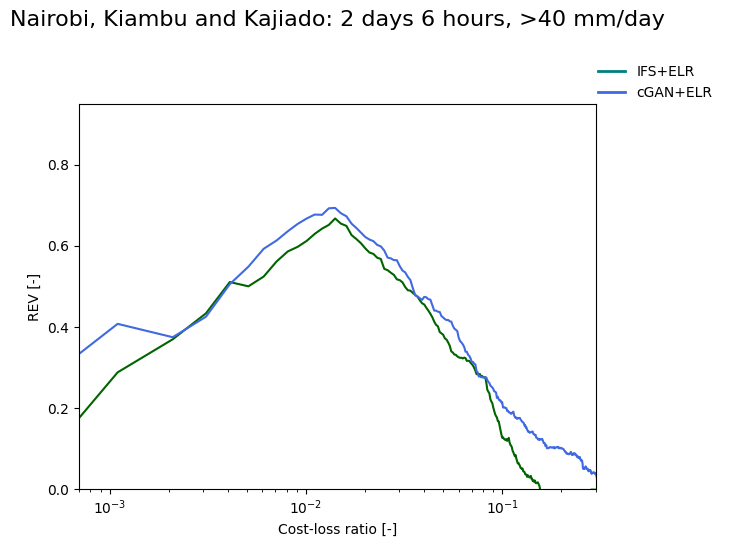 Nairobi, Kiambu and Kajiado: 2 days 6 hours, >40 mm/day
IFS+ELR
cGAN+ELR
0.8
0.6
0.4
0.2
0.0
REV [-]
10⁻³ 10⁻² 10⁻¹
Cost-loss ratio [-]